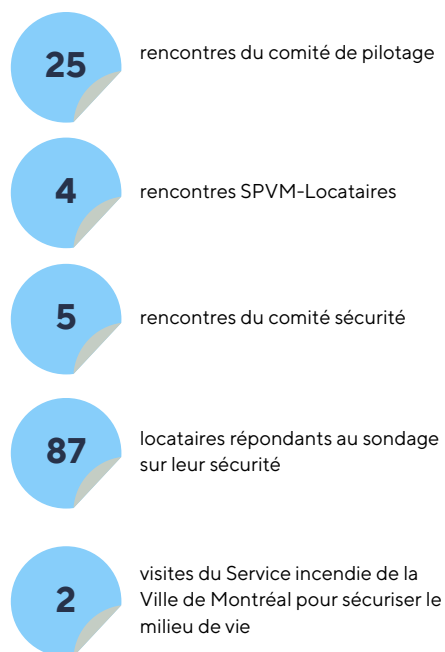 25
rencontres du comité de pilotage
4
rencontres SPVM-Locataires
5
rencontres du comité sécurité
87
locataires répondants au sondage
sur leur sécurité
2
visites du Service incendie de la
Ville de Montréal pour sécuriser le
milieu de vie